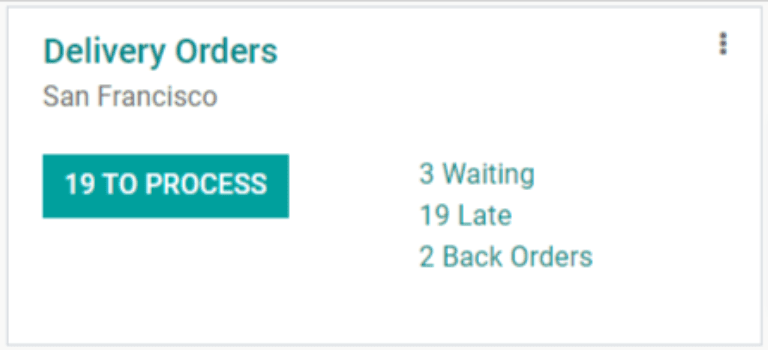 Delivery Orders
San Francisco
19 TO PROCESS
3 Waiting
19 Late
2 Back Orders